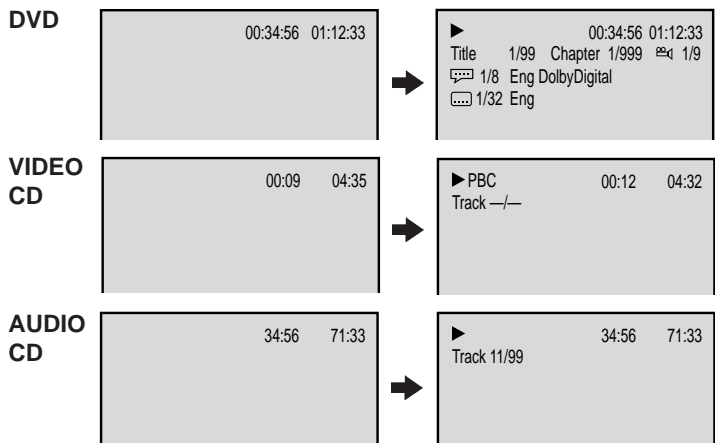 DVD
00:34:56 01:12:33
00:34:56 01:12:33
Title 1/99 Chapter 1/999 1/9
1/8 Eng DolbyDigital
1/32 Eng
VIDEO
CD
00:09 04:35
PBC 00:12 04:32
Track —/—
AUDIO
CD
34:56 71:33
34:56 71:33
Track 11/99